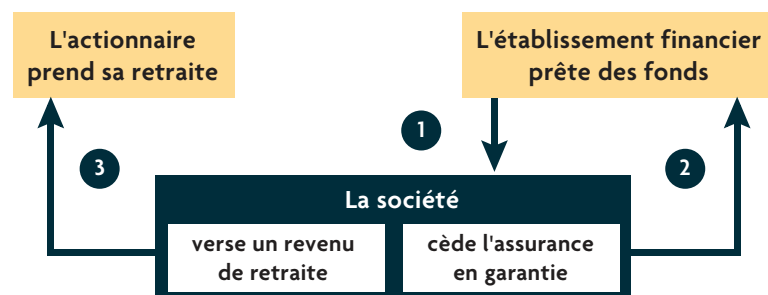 L'actionnaire
prend sa retraite
L'établissement financier
prête des fonds
1
3
2
La société
verse un revenu
de retraite
cède l'assurance
en garantie